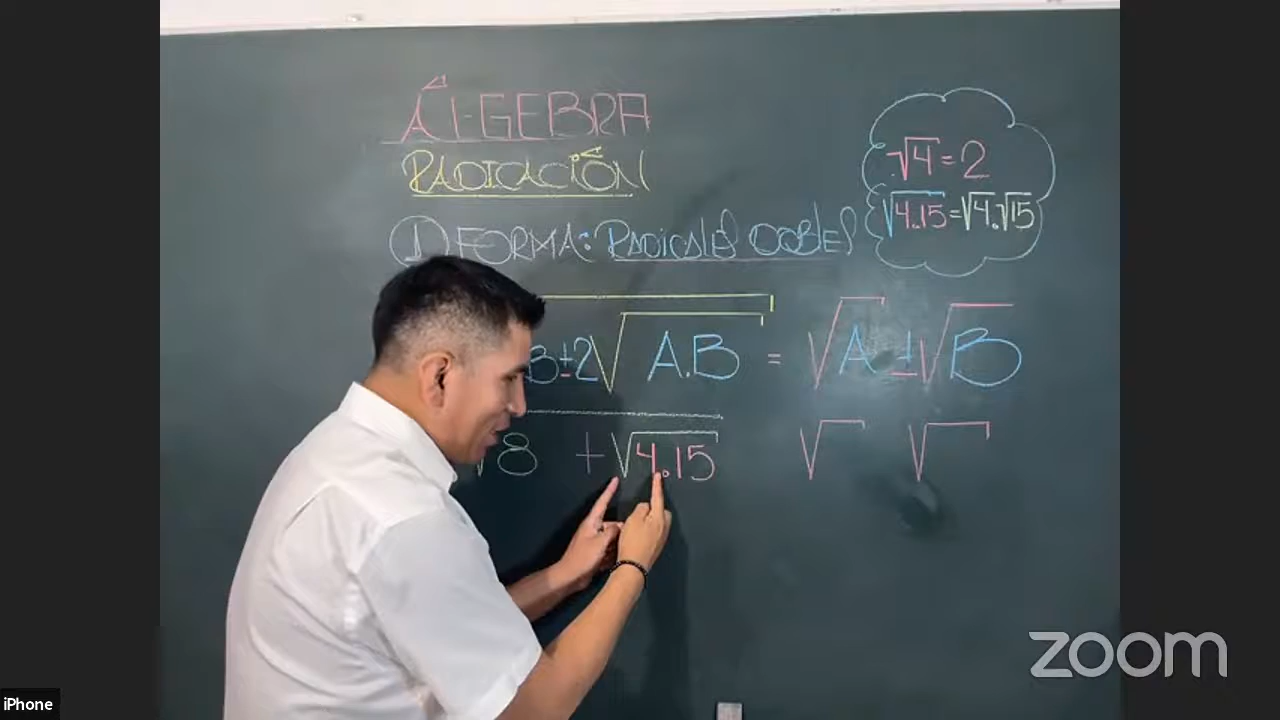 ÁLGEBRA
RADICACIÓN
① FORMA: RADICALES DOBLES
√4 = 2
√4.15 = √4.√15
B ± 2√A.B = √A ± √B
√8 + √4.15 √ √
zoom
iPhone